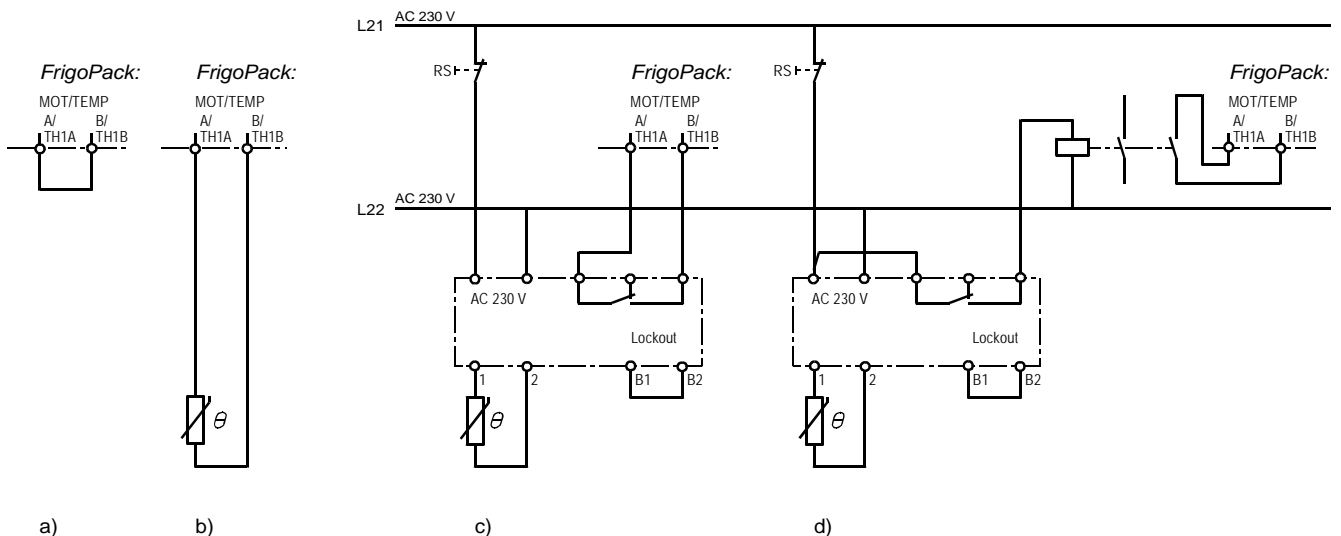 L21 AC 230 V
FrigoPack: FrigoPack: RS FrigoPack: RS FrigoPack:
MOT/TEMP MOT/TEMP MOT/TEMP MOT/TEMP
A/ B/ A/ B/ A/ B/ A/ B/
TH1A TH1B TH1A TH1B TH1A TH1B TH1A TH1B
L22 AC 230 V
AC 230 V AC 230 V
Lockout Lockout
1 2 B1 B2 1 2 B1 B2
θ θ θ
a) b) c) d)